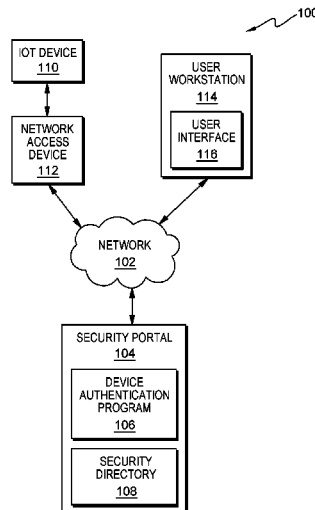 100
IOT DEVICE
110
NETWORK
ACCESS
DEVICE
112
USER
WORKSTATION
114
USER
INTERFACE
116
NETWORK
102
SECURITY PORTAL
104
DEVICE
AUTHENTICATION
PROGRAM
106
SECURITY
DIRECTORY
108